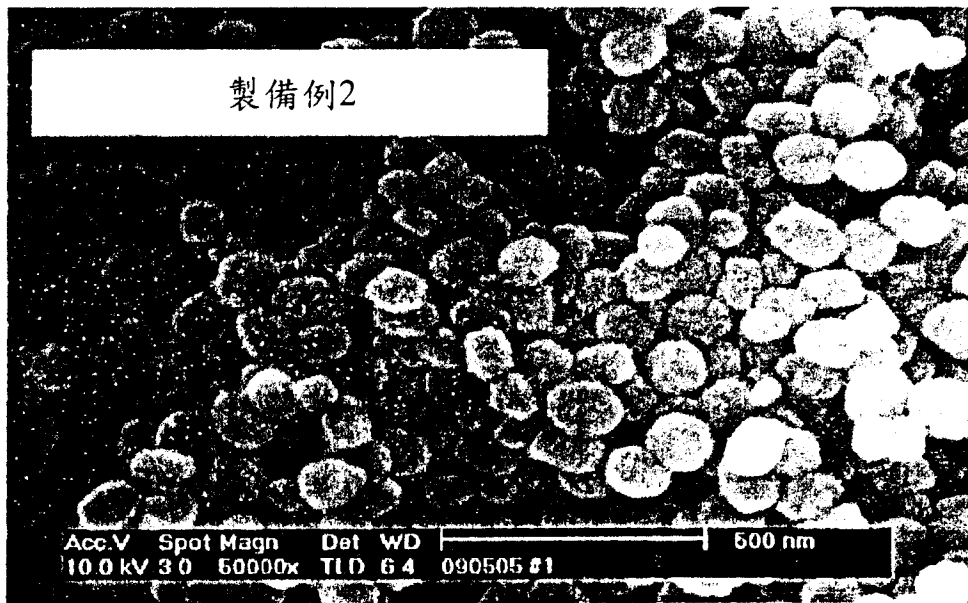 製備例2
Acc.V Spot Magn Det WD 500 nm
10.0 kV 3.0 50000x TLD 6.4 090505 #1